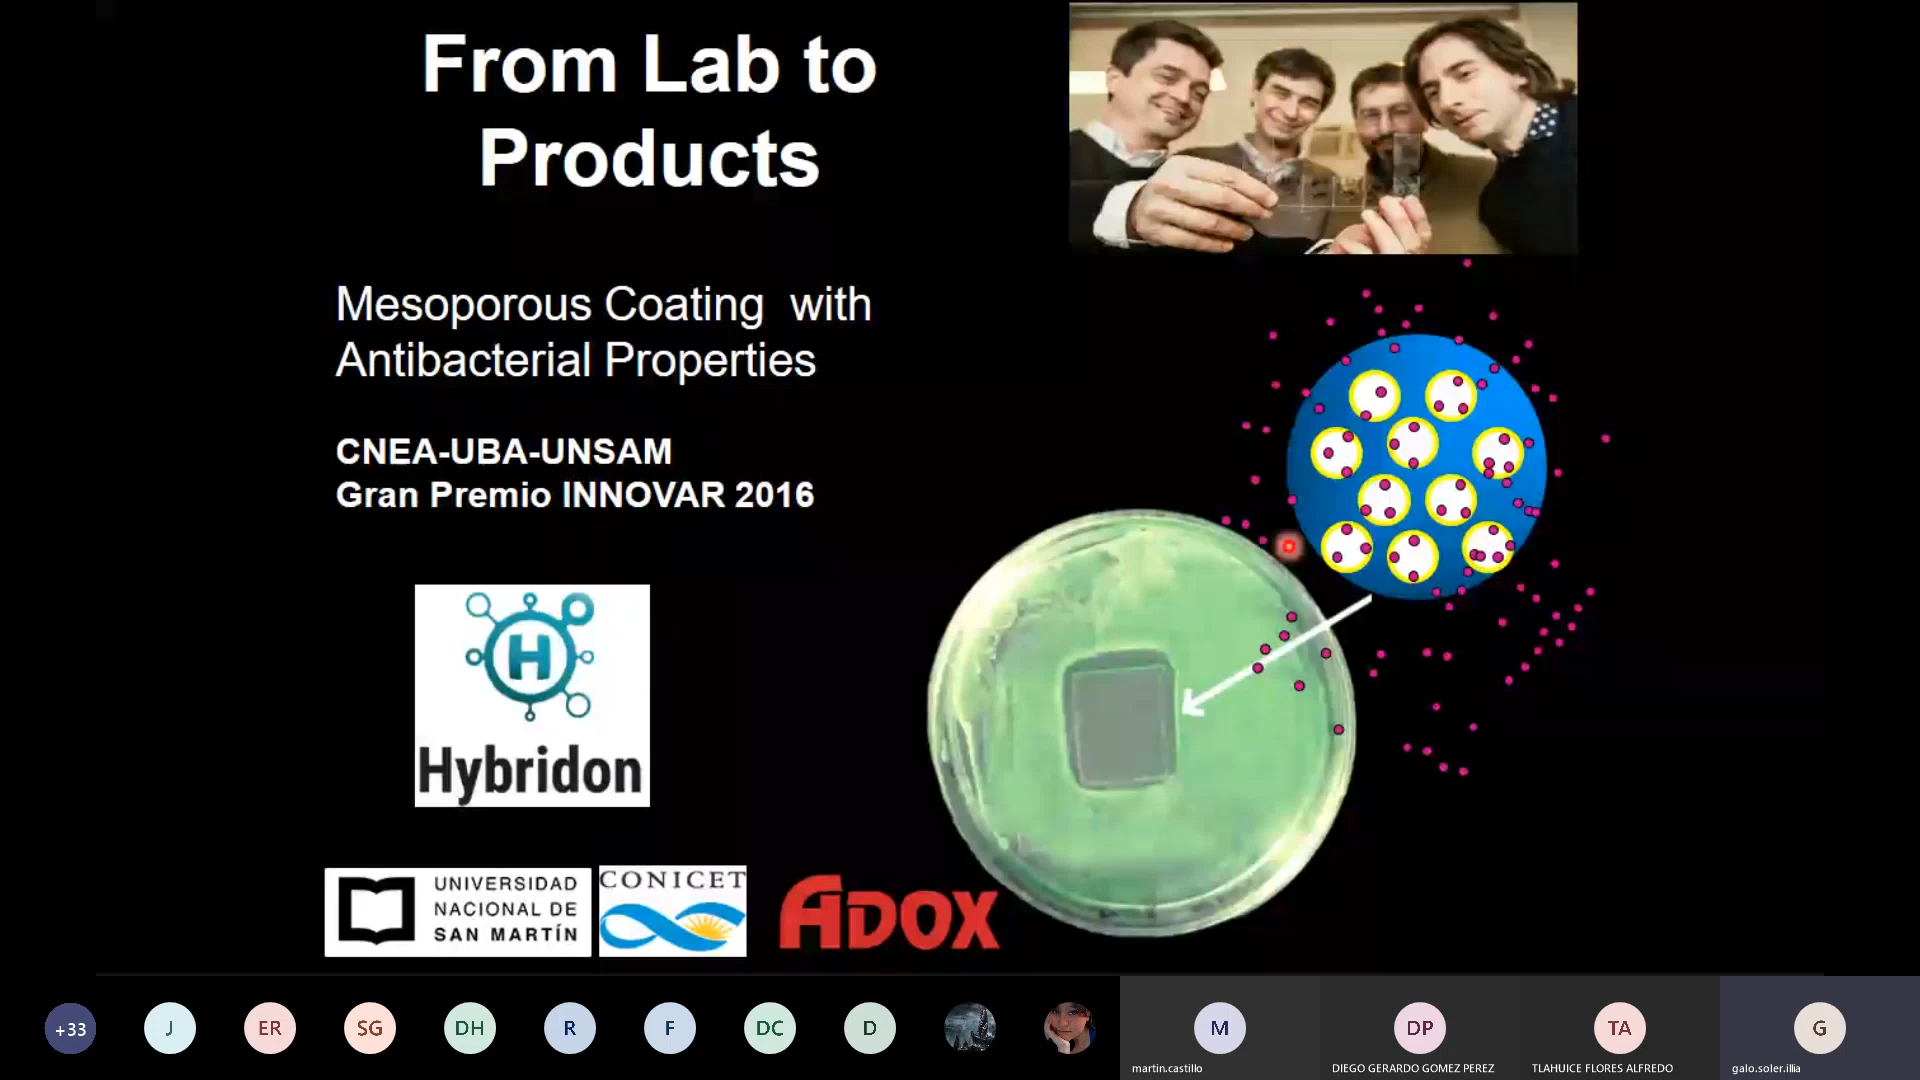 From Lab to
Products
Mesoporous Coating with
Antibacterial Properties
CNEA-UBA-UNSAM
Gran Premio INNOVAR 2016
H
Hybridon
UNIVERSIDAD
NACIONAL DE
SAN MARTÍN
CONICET
ADOX
+33
J
ER
SG
DH
R
F
DC
D
M
martin.castillo
DP
DIEGO GERARDO GOMEZ PEREZ
TA
TLAHUICE FLORES ALFREDO
G
galo.soler.illia